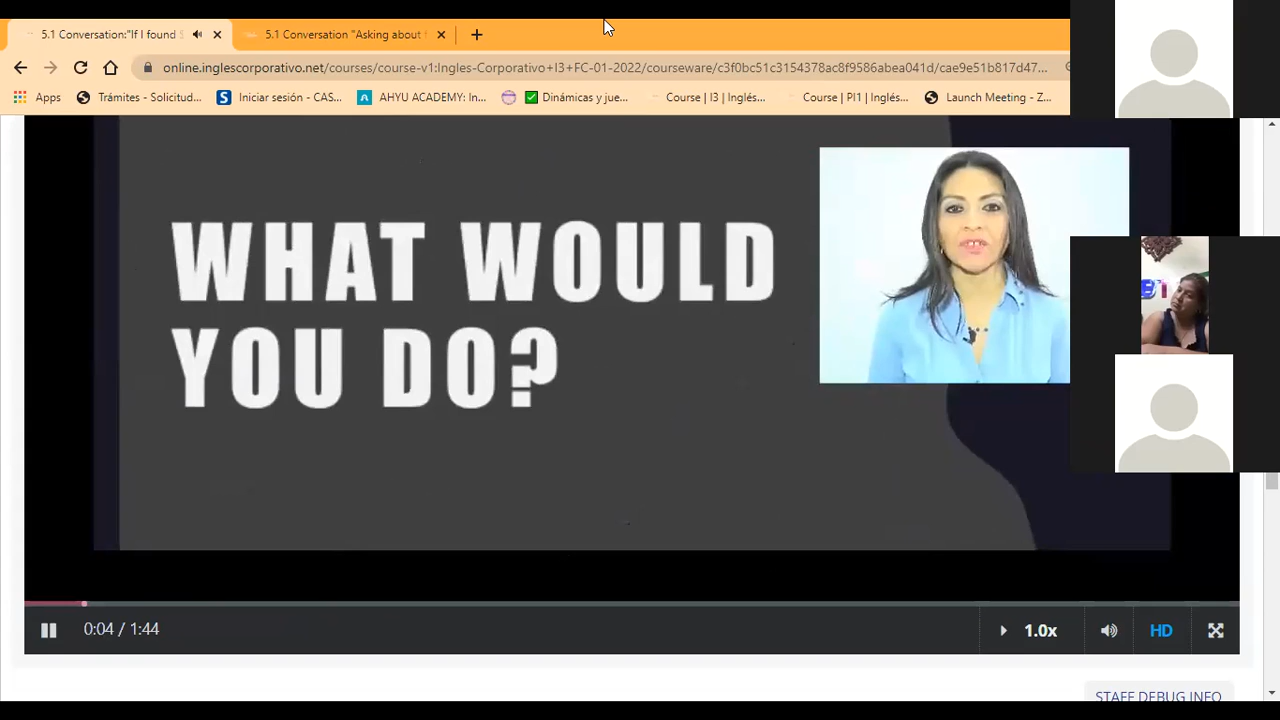 5.1 Conversation:"If I found S
5.1 Conversation "Asking about
online.inglescorporativo.net/courses/course-v1:Ingles-Corporativo+I3+FC-01-2022/courseware/c3f0bc51c3154378ac8f9586abea041d/cae9e51b817d47...
Apps
Trámites - Solicitud...
Iniciar sesión - CAS...
AHYU ACADEMY: In...
Dinámicas y jue...
Course | I3 | Inglés...
Course | PI1 | Inglés...
Launch Meeting - Z...
WHAT WOULD
YOU DO?
0:04 / 1:44
1.0x
HD
STAFF DEBUG INFO